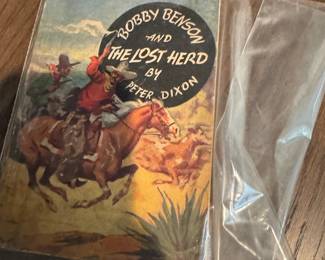 BOBBY BENSON
AND
THE LOST HERD
BY
PETER DIXON